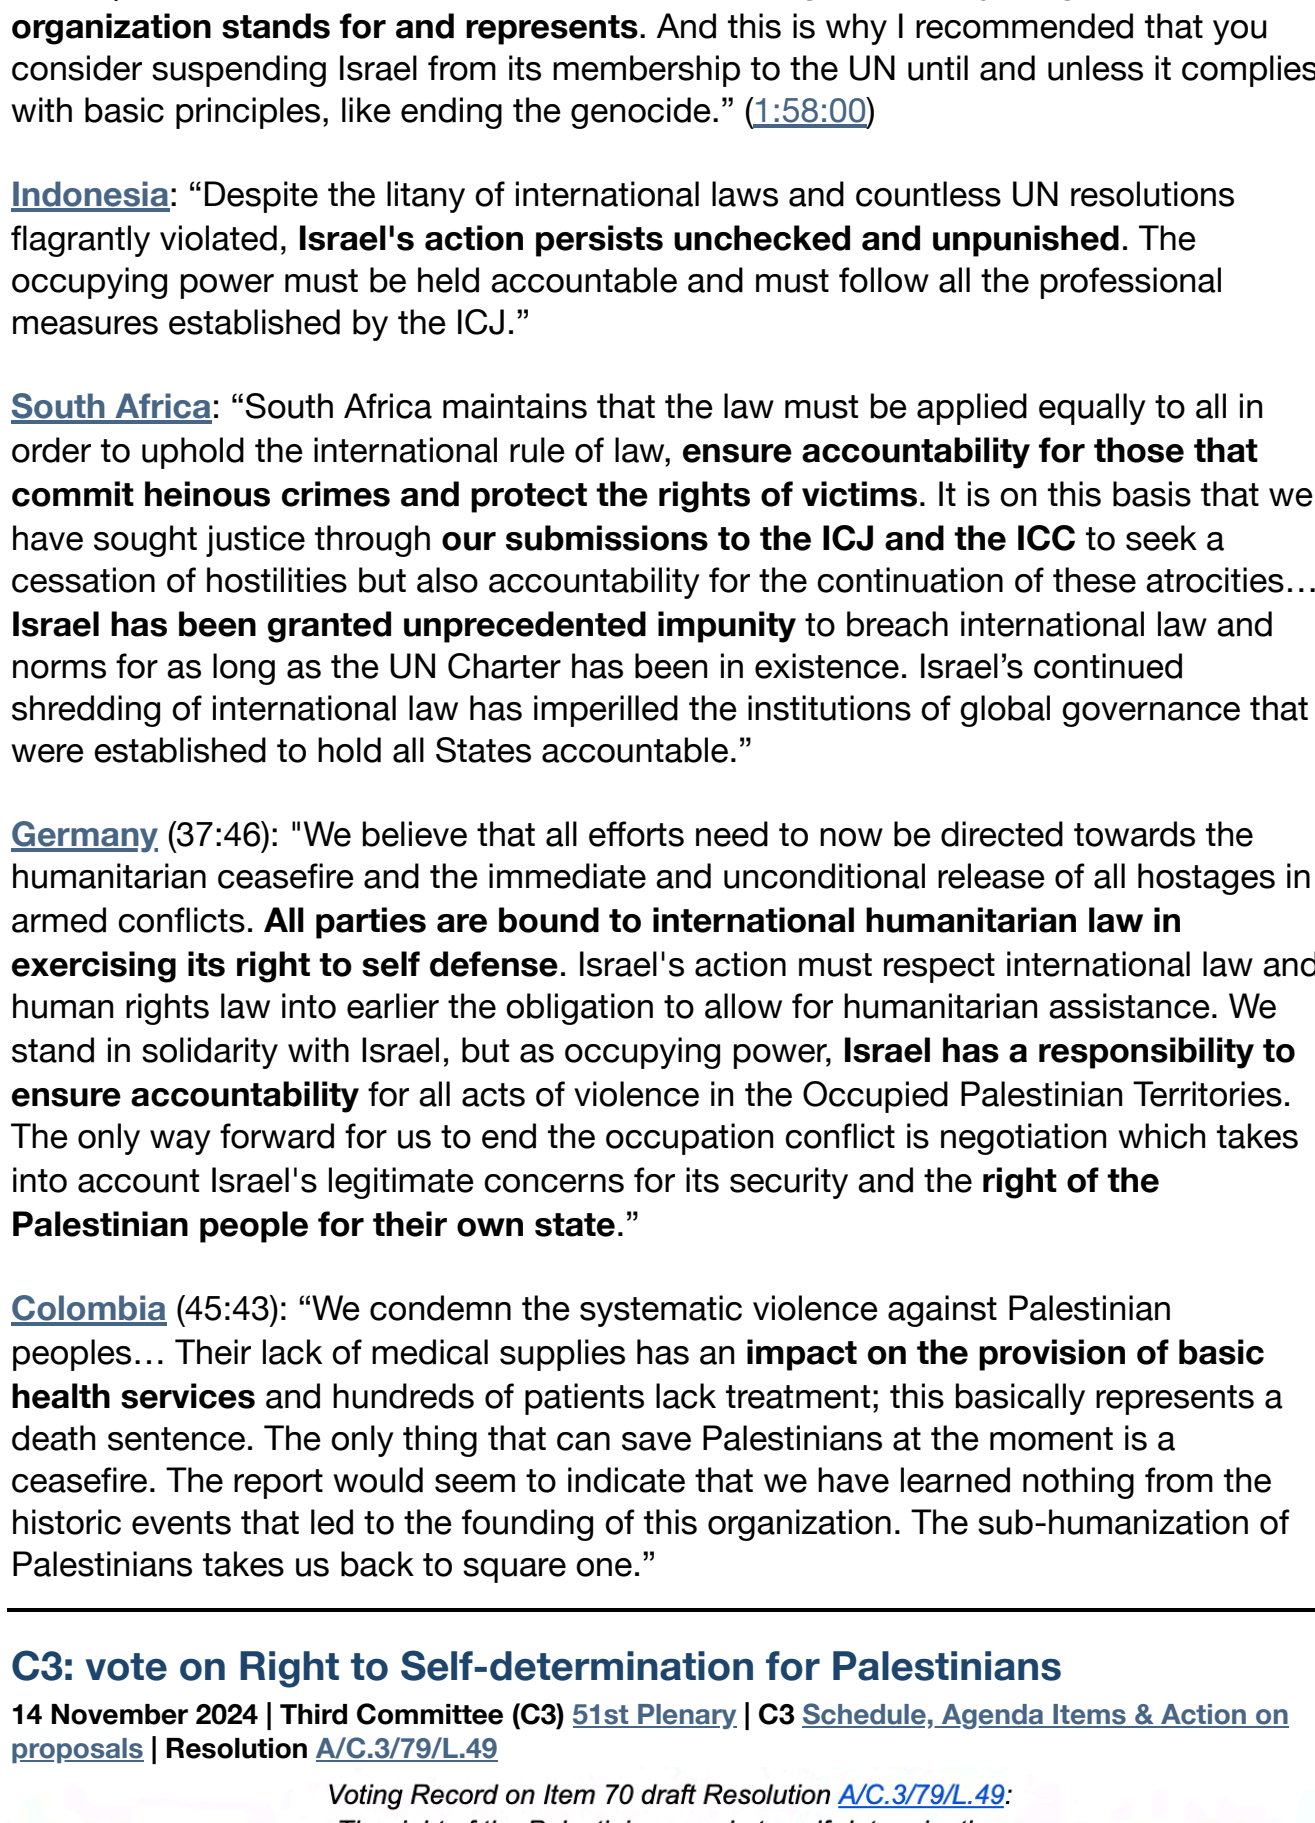 organization stands for and represents. And this is why I recommended that you
consider suspending Israel from its membership to the UN until and unless it complies
with basic principles, like ending the genocide.” (1:58:00)
Indonesia: “Despite the litany of international laws and countless UN resolutions
flagrantly violated, Israel's action persists unchecked and unpunished. The
occupying power must be held accountable and must follow all the professional
measures established by the ICJ.”
South Africa: “South Africa maintains that the law must be applied equally to all in
order to uphold the international rule of law, ensure accountability for those that
commit heinous crimes and protect the rights of victims. It is on this basis that we
have sought justice through our submissions to the ICJ and the ICC to seek a
cessation of hostilities but also accountability for the continuation of these atrocities…
Israel has been granted unprecedented impunity to breach international law and
norms for as long as the UN Charter has been in existence. Israel’s continued
shredding of international law has imperilled the institutions of global governance that
were established to hold all States accountable.”
Germany (37:46): "We believe that all efforts need to now be directed towards the
humanitarian ceasefire and the immediate and unconditional release of all hostages in
armed conflicts. All parties are bound to international humanitarian law in
exercising its right to self defense. Israel's action must respect international law and
human rights law into earlier the obligation to allow for humanitarian assistance. We
stand in solidarity with Israel, but as occupying power, Israel has a responsibility to
ensure accountability for all acts of violence in the Occupied Palestinian Territories.
The only way forward for us to end the occupation conflict is negotiation which takes
into account Israel's legitimate concerns for its security and the right of the
Palestinian people for their own state.”
Colombia (45:43): “We condemn the systematic violence against Palestinian
peoples… Their lack of medical supplies has an impact on the provision of basic
health services and hundreds of patients lack treatment; this basically represents a
death sentence. The only thing that can save Palestinians at the moment is a
ceasefire. The report would seem to indicate that we have learned nothing from the
historic events that led to the founding of this organization. The sub-humanization of
Palestinians takes us back to square one.”
C3: vote on Right to Self-determination for Palestinians
14 November 2024 | Third Committee (C3) 51st Plenary | C3 Schedule, Agenda Items & Action on
proposals | Resolution A/C.3/79/L.49
Voting Record on Item 70 draft Resolution A/C.3/79/L.49: